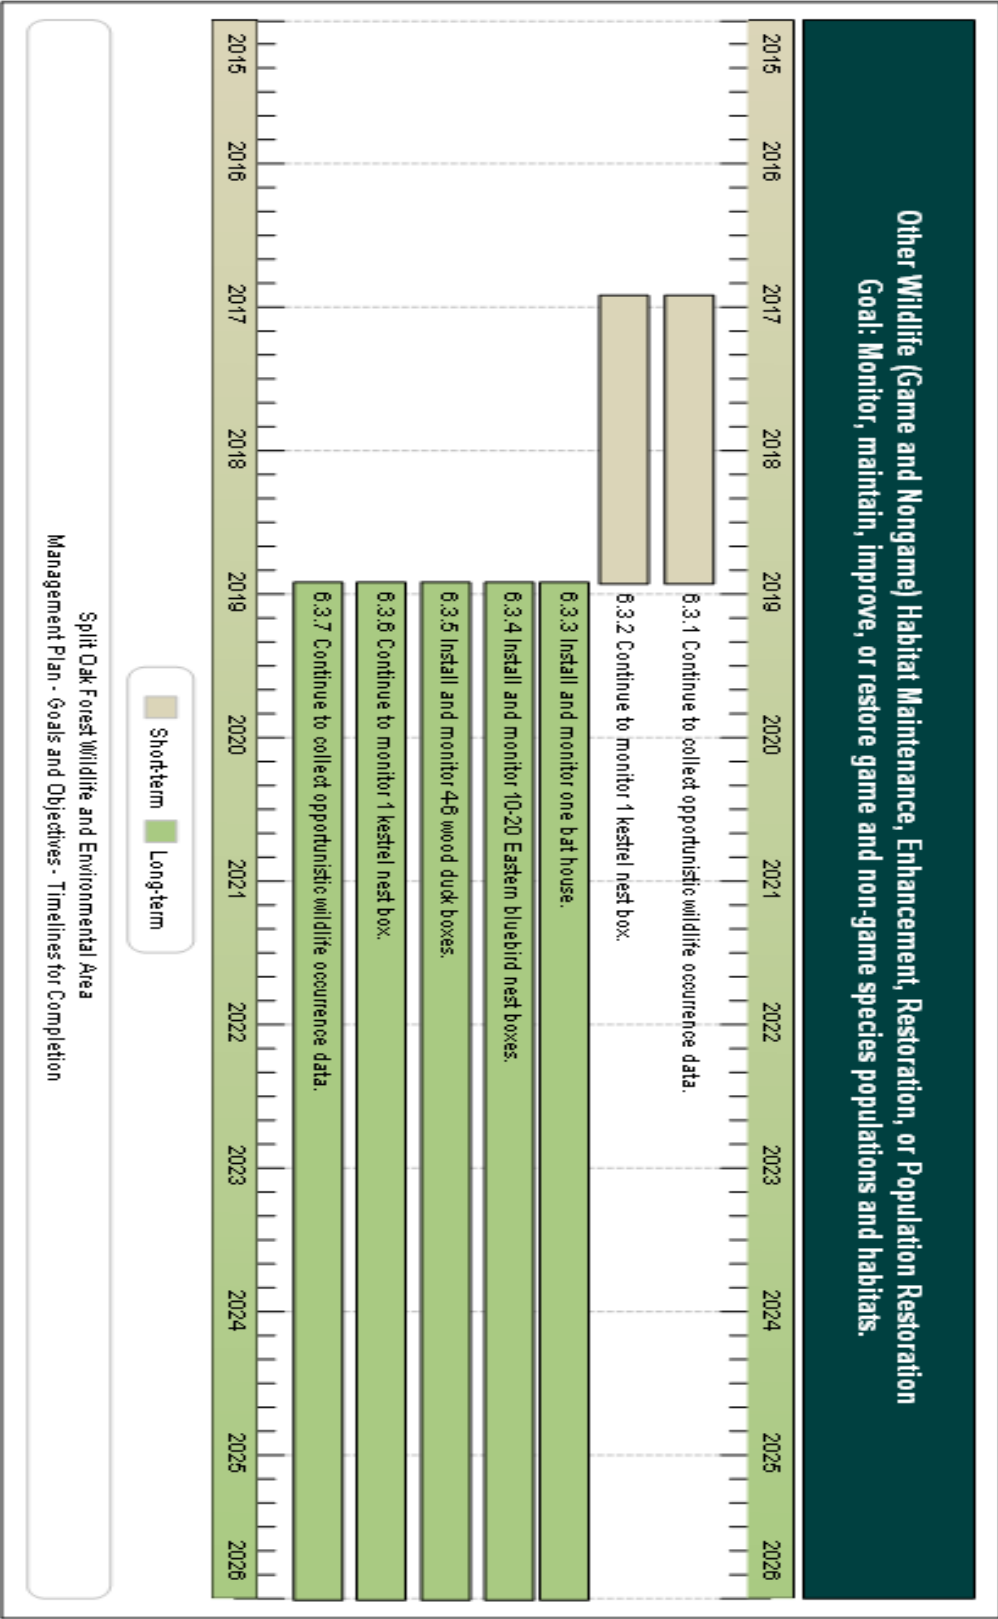 Other Wildlife (Game and Nongame) Habitat Maintenance, Enhancement, Restoration, or Population Restoration
Goal: Monitor, maintain, improve, or restore game and non-game species populations and habitats.
2015 2016 2017 2018 2019 2020 2021 2022 2023 2024 2025 2026
6.3.1 Continue to collect opportunistic wildlife occurrence data.
6.3.2 Continue to monitor 1 kestrel nest box.
6.3.3 Install and monitor one bat house.
6.3.4 Install and monitor 10-20 Eastern bluebird nest boxes.
6.3.5 Install and monitor 4-6 wood duck boxes.
6.3.6 Continue to monitor 1 kestrel nest box.
6.3.7 Continue to collect opportunistic wildlife occurrence data.
2015 2016 2017 2018 2019 2020 2021 2022 2023 2024 2025 2026
Short-term Long-term
Split Oak Forest Wildlife and Environmental Area
Management Plan - Goals and Objectives - Timelines for Completion